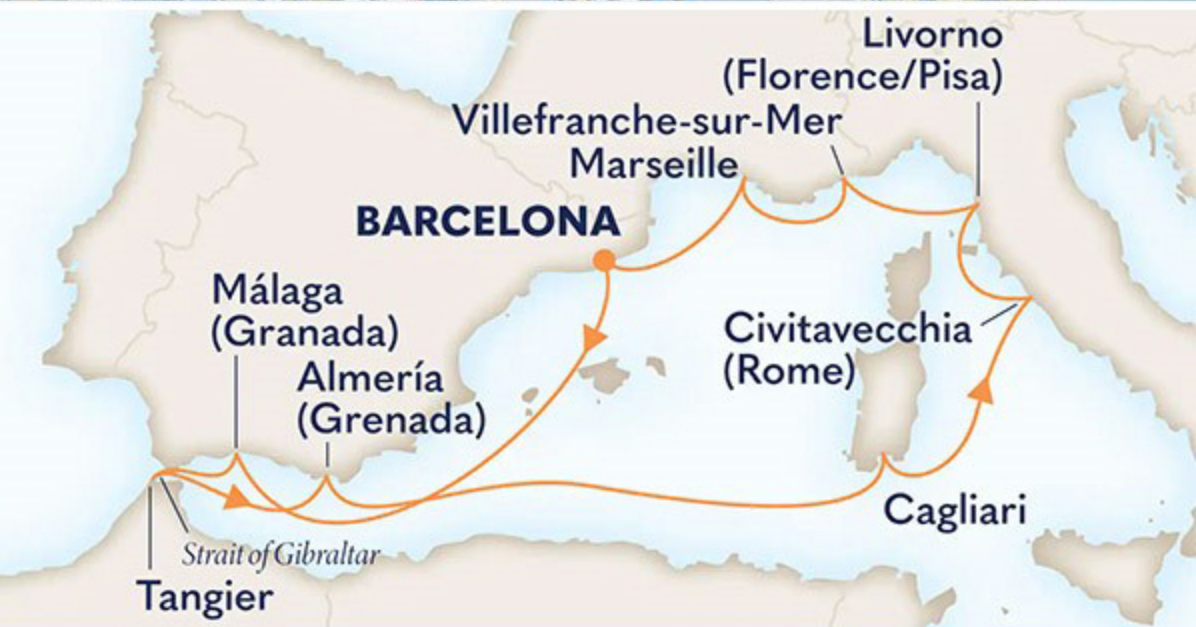 Livorno
(Florence/Pisa)
Villefranche-sur-Mer
Marseille
BARCELONA
Málaga
(Granada)
Almería
(Grenada)
Civitavecchia
(Rome)
Cagliari
Strait of Gibraltar
Tangier